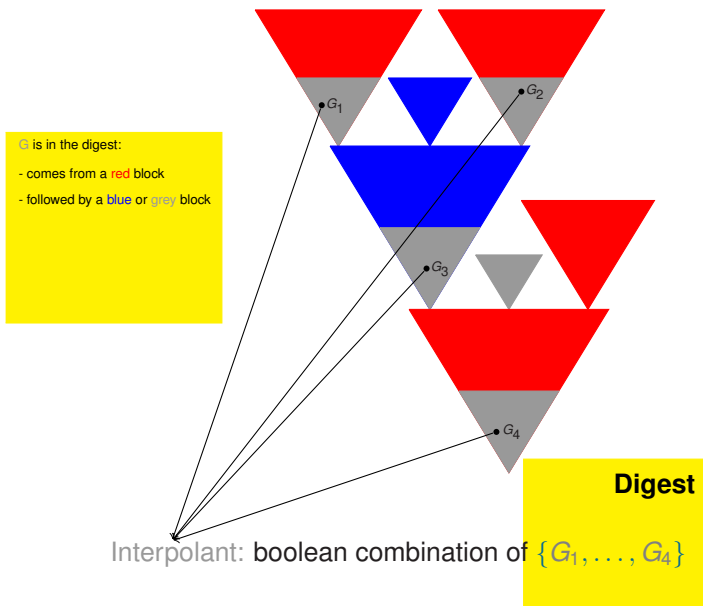 G₁
G₂
G is in the digest:
- comes from a red block
- followed by a blue or grey block
G₃
G₄
Digest
Interpolant: boolean combination of {G₁, . . . , G₄}